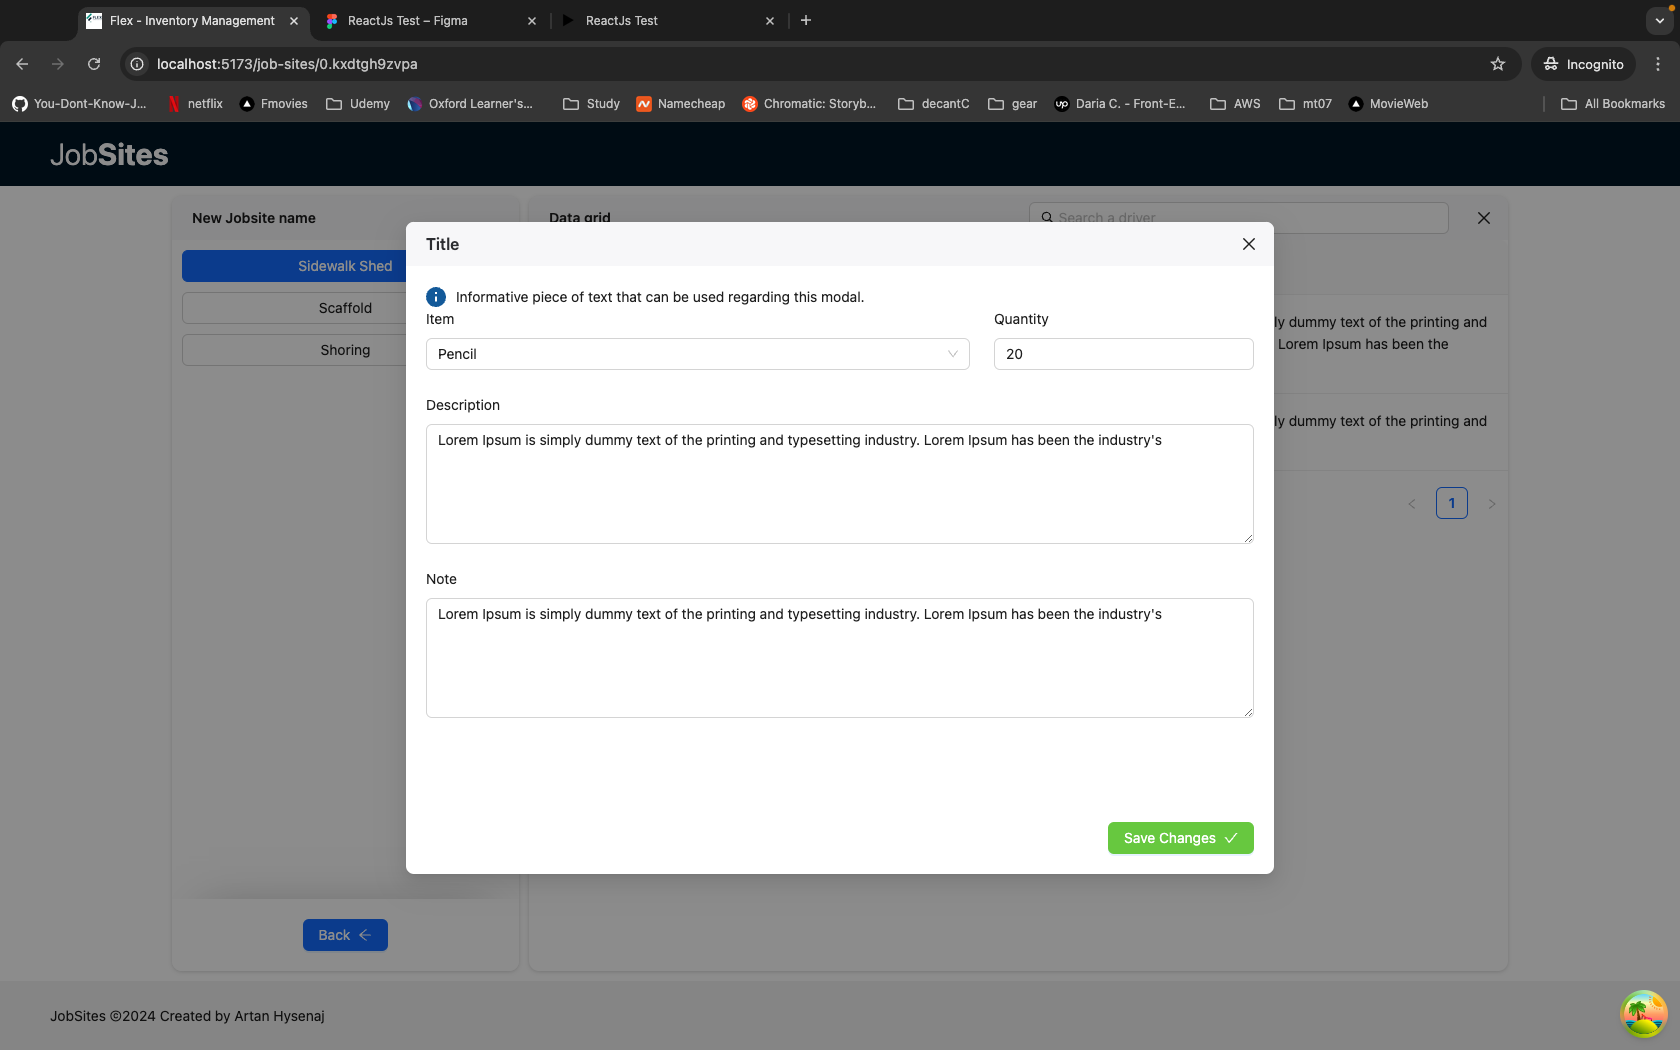 Flex - Inventory Management
ReactJs Test – Figma
ReactJs Test
localhost:5173/job-sites/0.kxdtgh9zvpa
Incognito
You-Dont-Know-J...
netflix
Fmovies
Udemy
Oxford Learner's...
Study
Namecheap
Chromatic: Storyb...
decantC
gear
up
Daria C. - Front-E...
AWS
mt07
MovieWeb
All Bookmarks
JobSites
New Jobsite name
Data grid
Search a driver
Sidewalk Shed
Scaffold
Shoring
Title
Informative piece of text that can be used regarding this modal.
Item
Quantity
Pencil
20
Description
Lorem Ipsum is simply dummy text of the printing and typesetting industry. Lorem Ipsum has been the industry's
Note
Lorem Ipsum is simply dummy text of the printing and typesetting industry. Lorem Ipsum has been the industry's
Save Changes
ly dummy text of the printing and
Lorem Ipsum has been the
ly dummy text of the printing and
1
Back
JobSites ©2024 Created by Artan Hysenaj